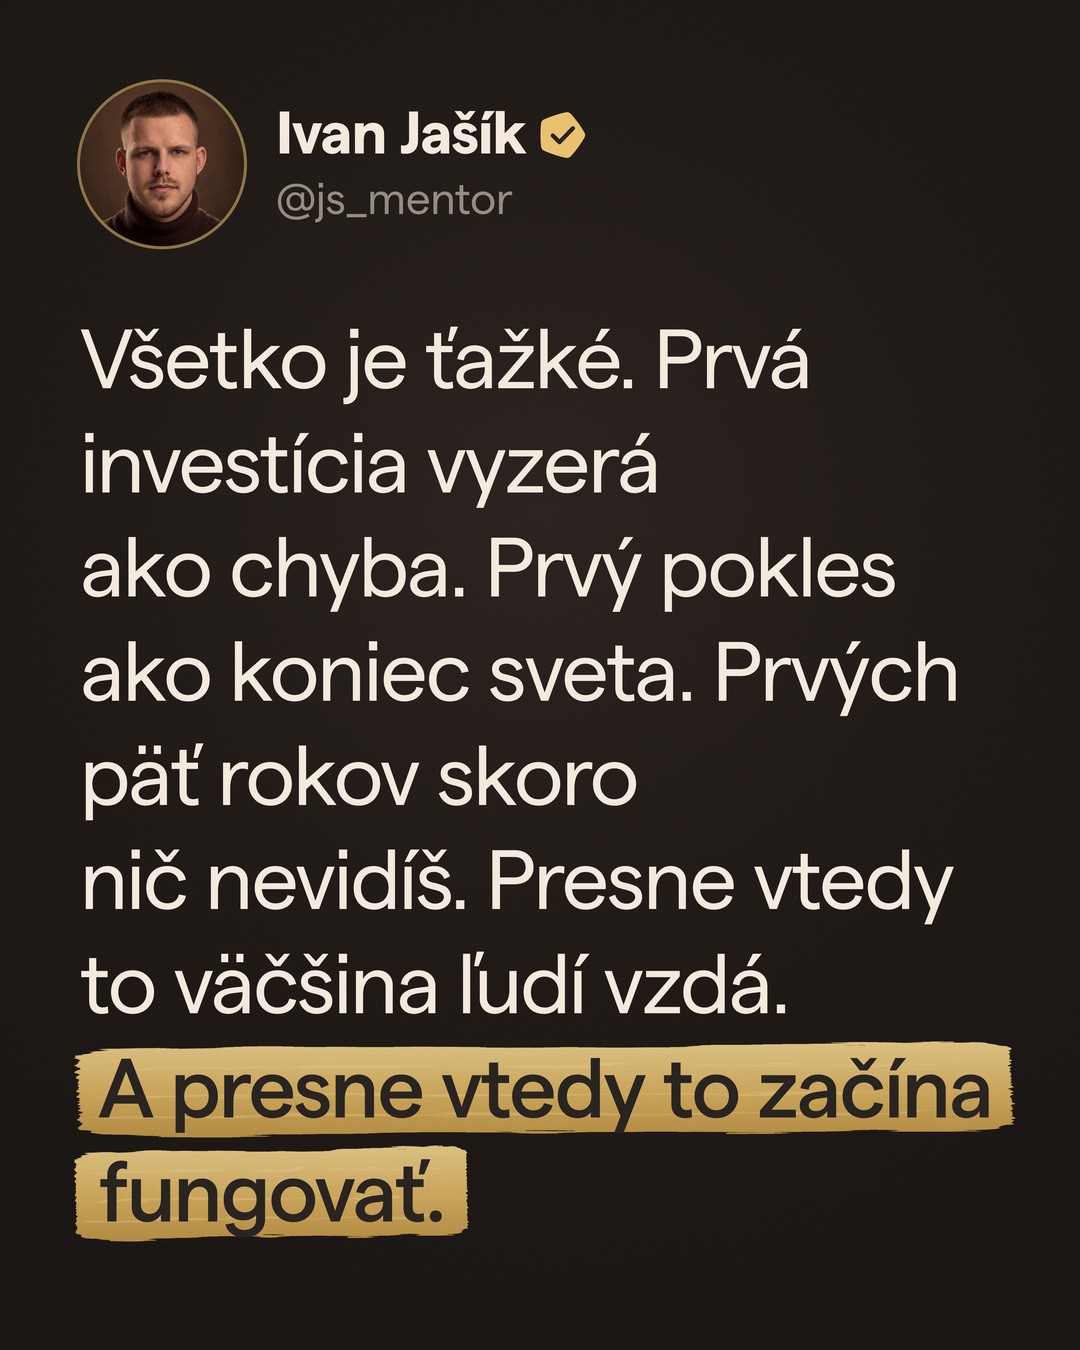 Ivan Jašík
@js_mentor
Všetko je ťažké. Prvá
investícia vyzerá
ako chyba. Prvý pokles
ako koniec sveta. Prvých
päť rokov skoro
nič nevidíš. Presne vtedy
to väčšina ľudí vzdá.
A presne vtedy to začína
fungovať.